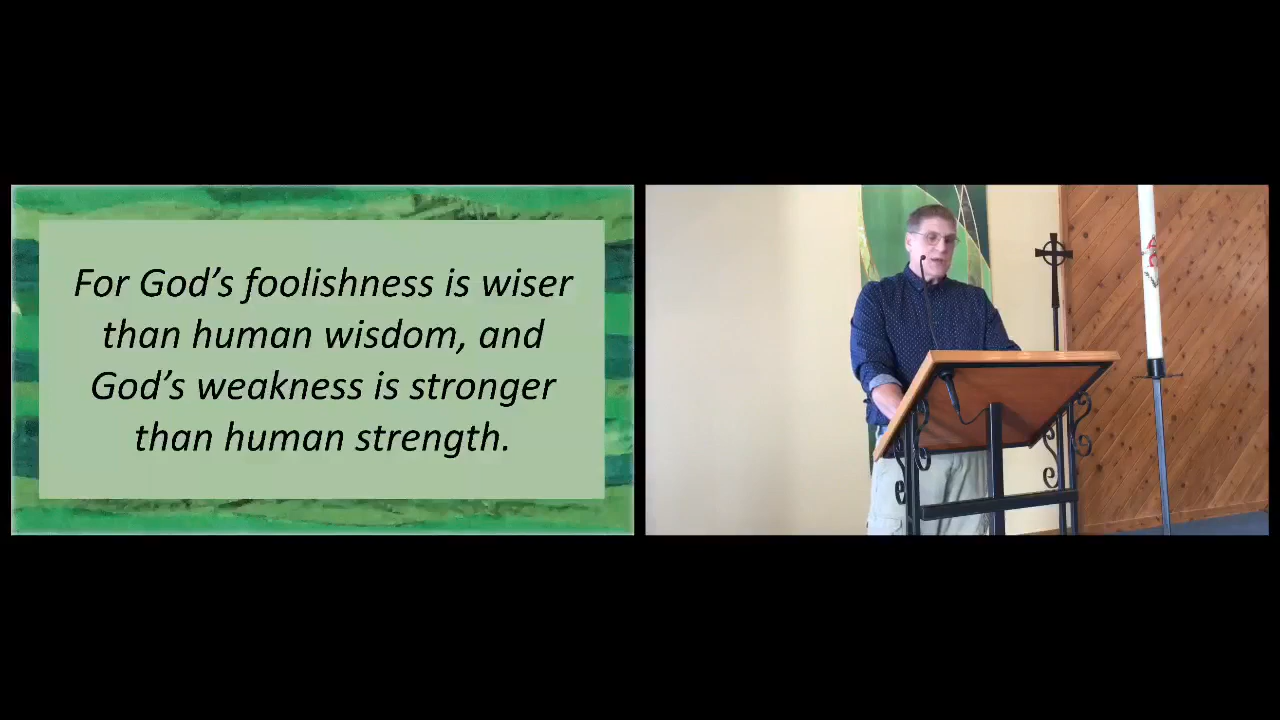 For God’s foolishness is wiser
than human wisdom, and
God’s weakness is stronger
than human strength.